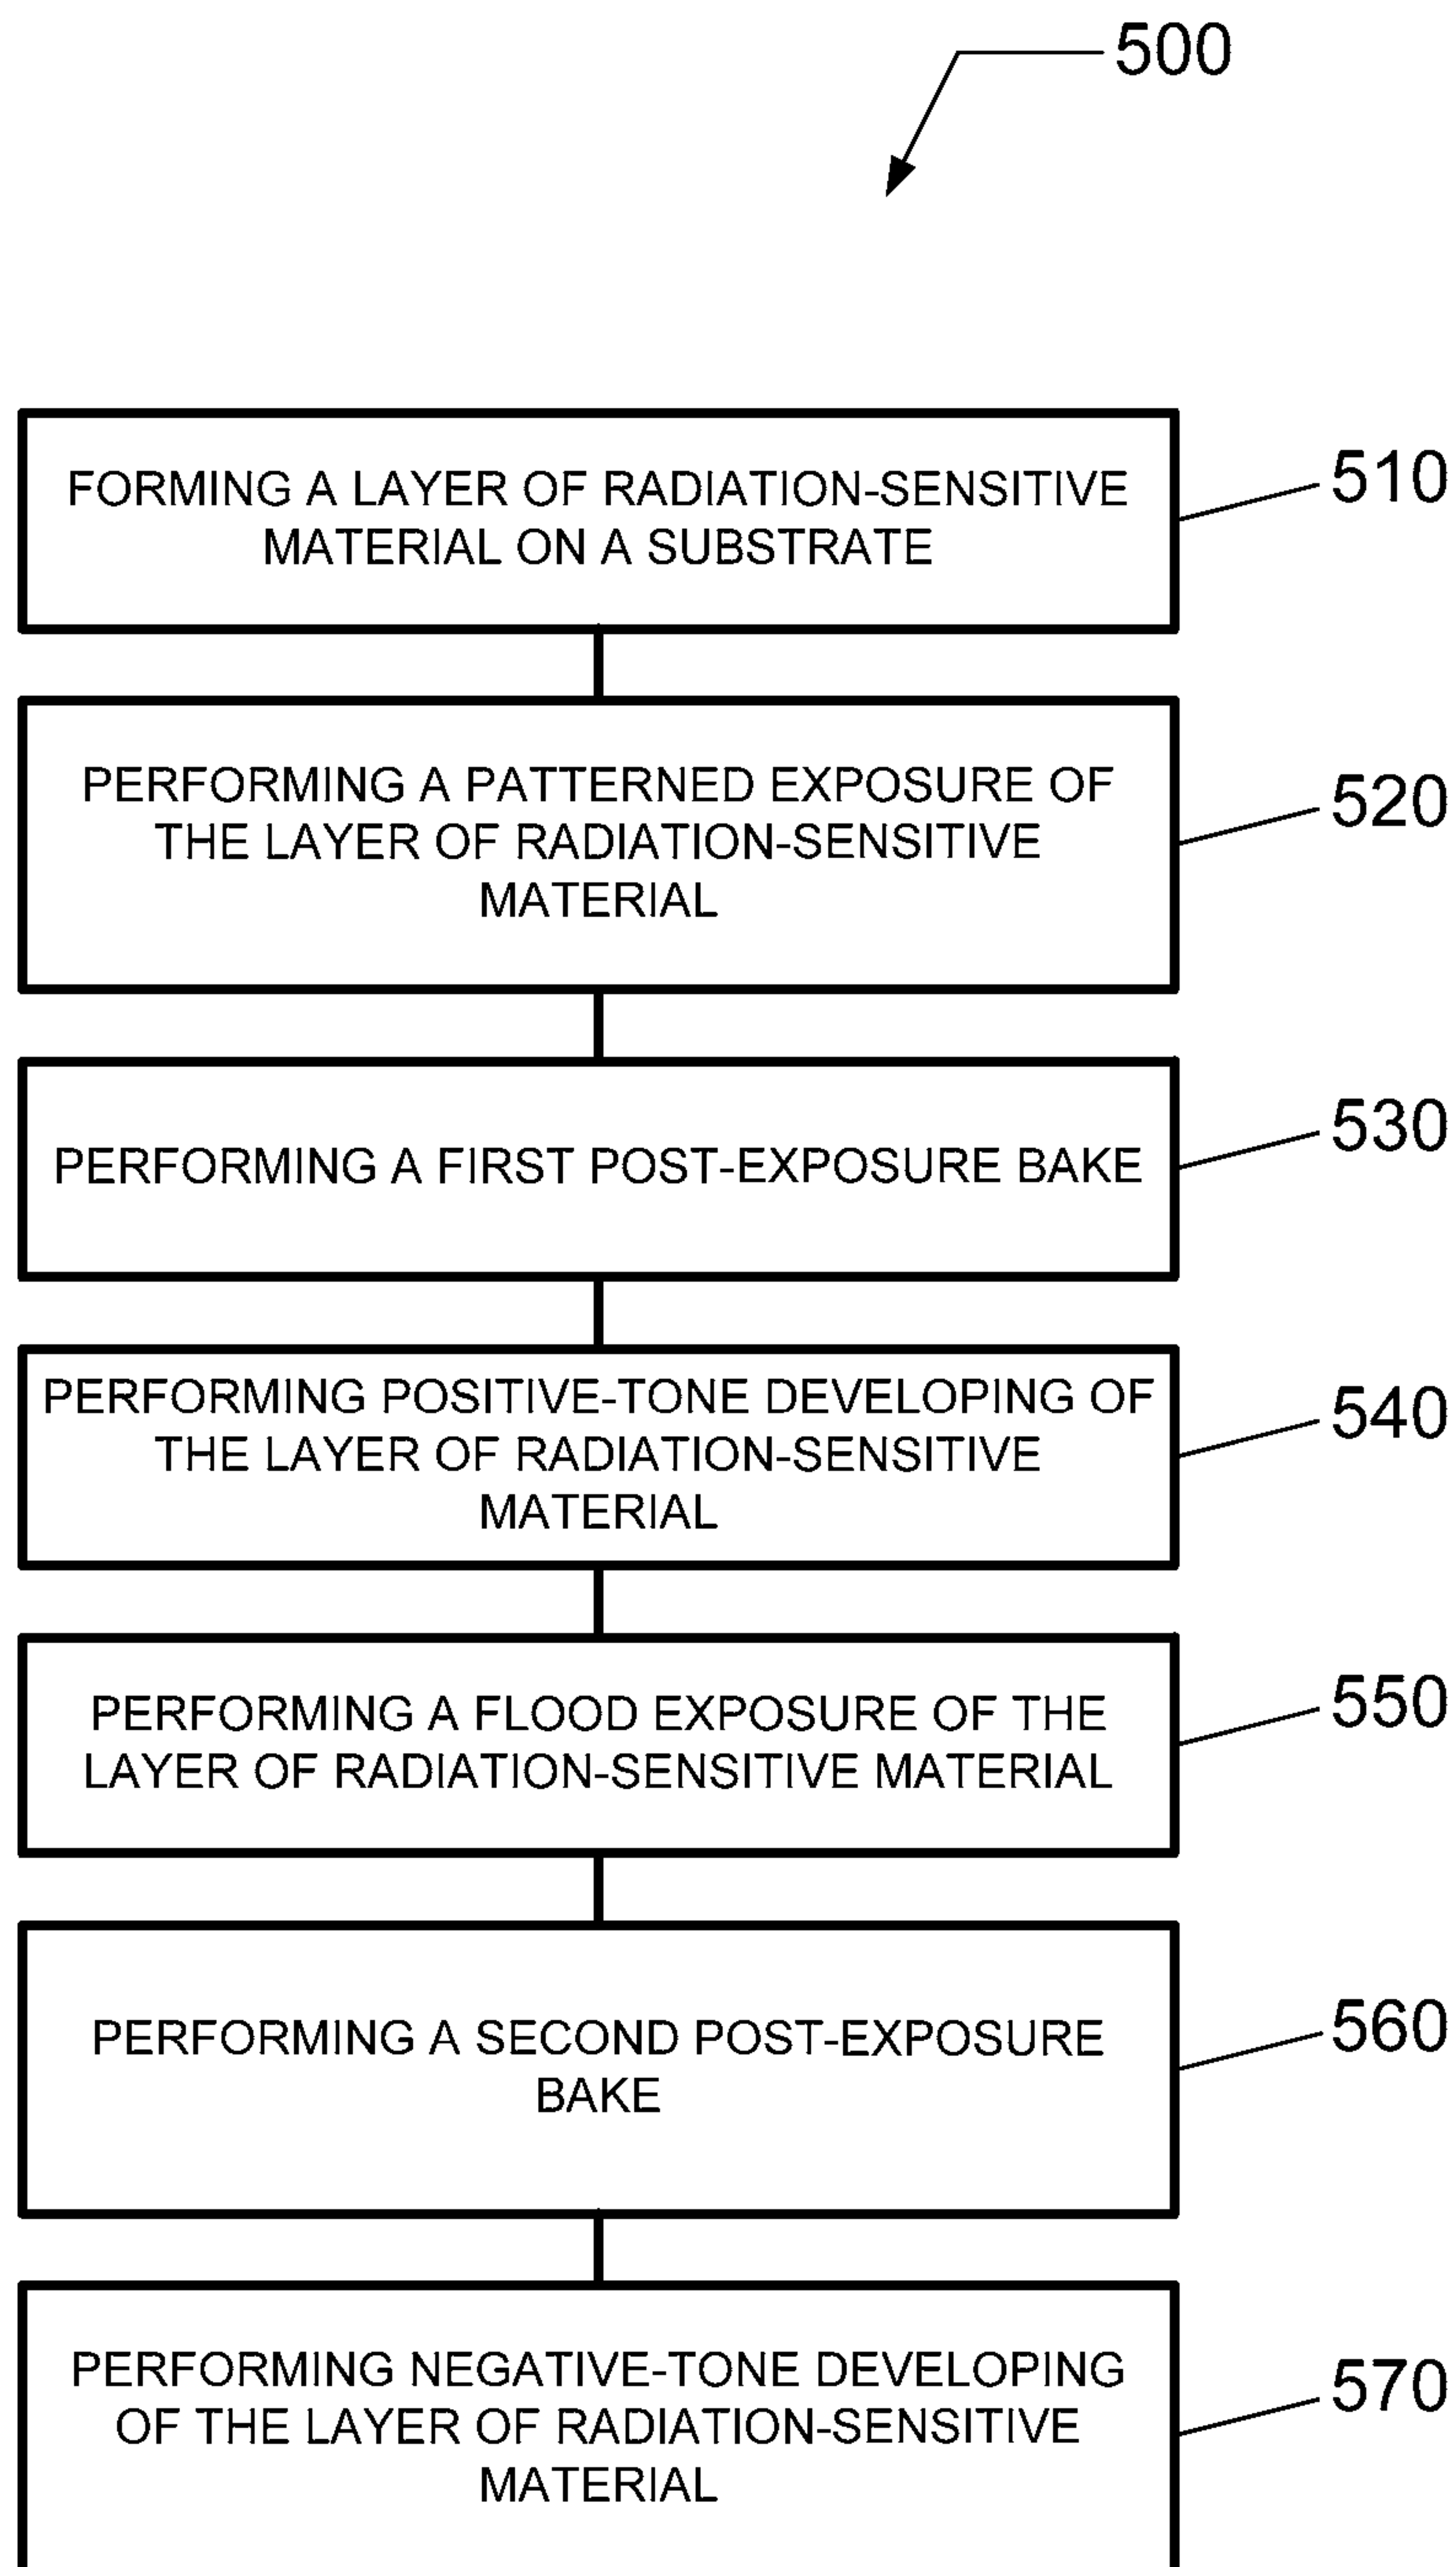 500
FORMING A LAYER OF RADIATION-SENSITIVE
MATERIAL ON A SUBSTRATE
510
PERFORMING A PATTERNED EXPOSURE OF
THE LAYER OF RADIATION-SENSITIVE
MATERIAL
520
PERFORMING A FIRST POST-EXPOSURE BAKE
530
PERFORMING POSITIVE-TONE DEVELOPING OF
THE LAYER OF RADIATION-SENSITIVE
MATERIAL
540
PERFORMING A FLOOD EXPOSURE OF THE
LAYER OF RADIATION-SENSITIVE MATERIAL
550
PERFORMING A SECOND POST-EXPOSURE
BAKE
560
PERFORMING NEGATIVE-TONE DEVELOPING
OF THE LAYER OF RADIATION-SENSITIVE
MATERIAL
570